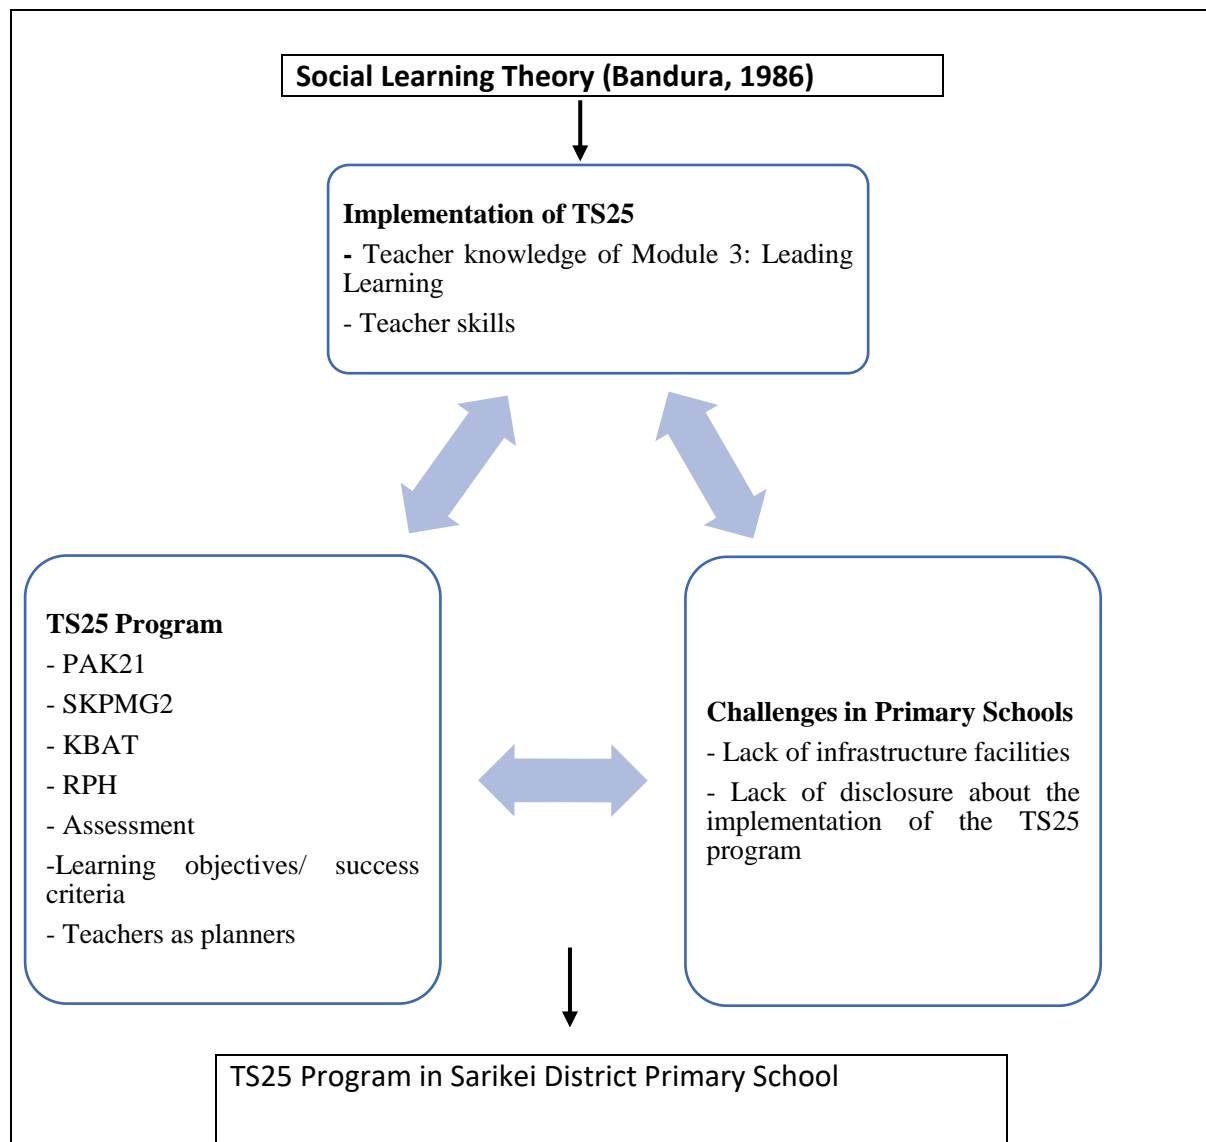 Social Learning Theory (Bandura, 1986)
Implementation of TS25
- Teacher knowledge of Module 3: Leading
Learning
- Teacher skills
TS25 Program
- PAK21
- SKPMG2
- KBAT
- RPH
- Assessment
-Learning objectives/ success
criteria
- Teachers as planners
Challenges in Primary Schools
- Lack of infrastructure facilities
- Lack of disclosure about the
implementation of the TS25
program
TS25 Program in Sarikei District Primary School